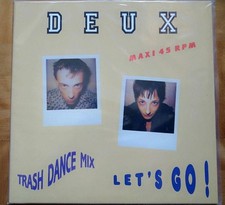 DEUX
MAXI 45 RPM
TRASH DANCE MIX
LET'S GO!